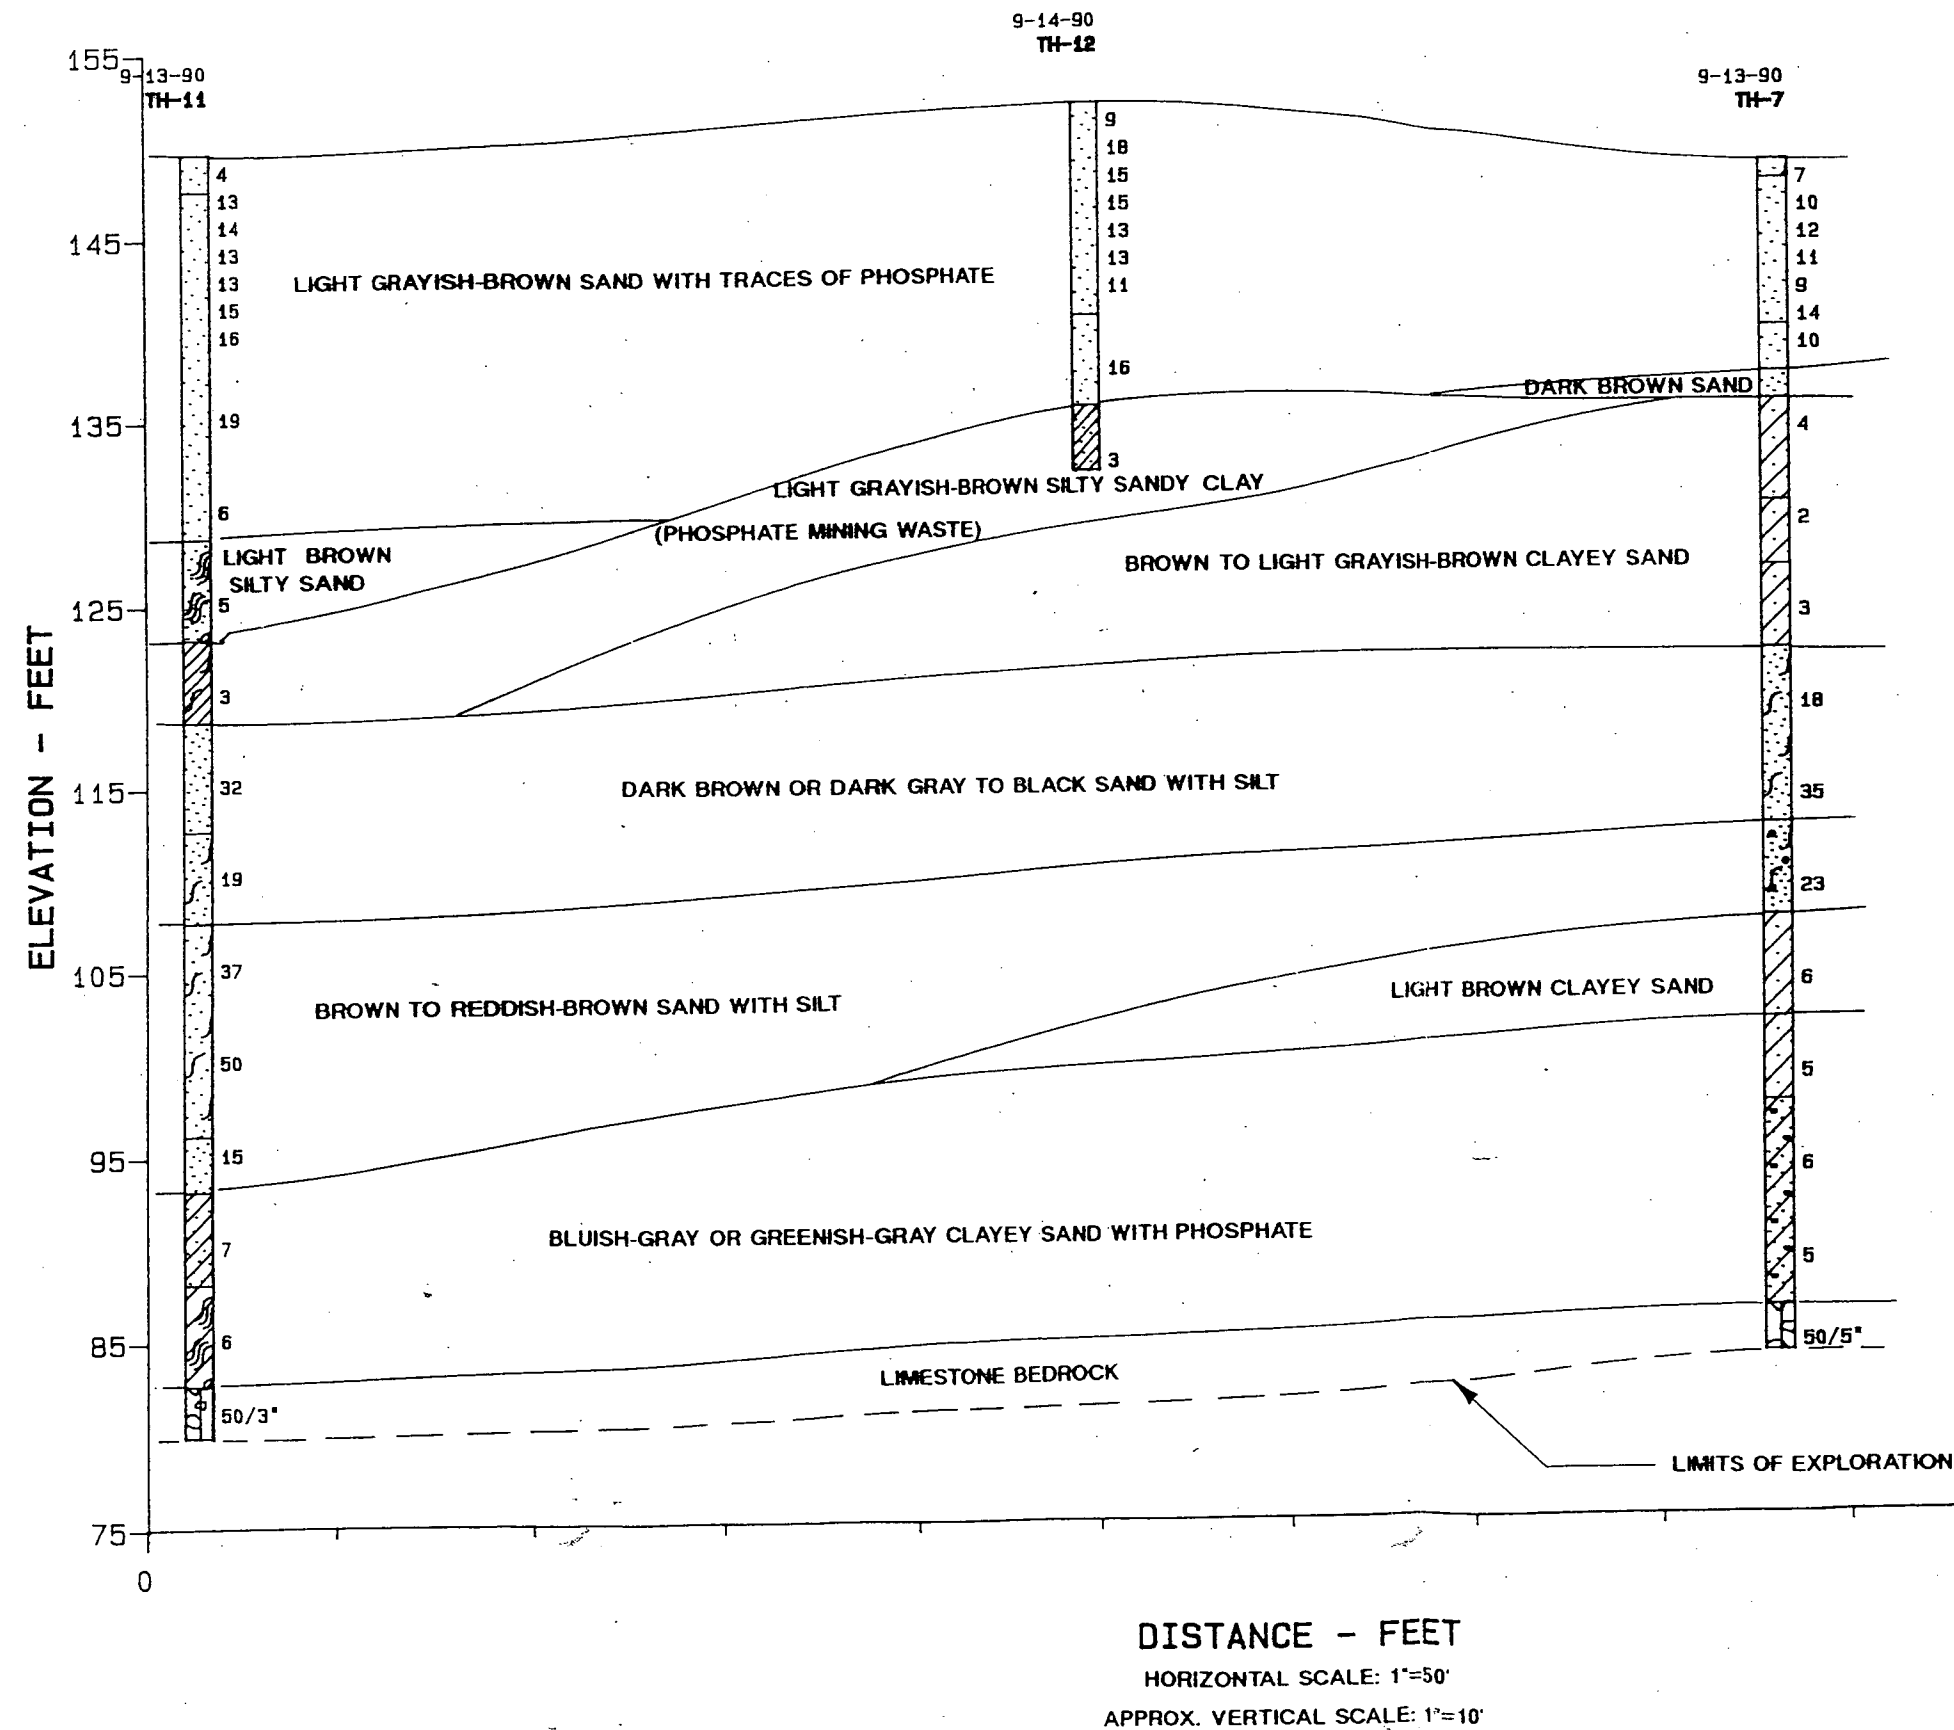 9-14-90
TH-12
155
9-13-90
TH-11
9-13-90
TH-7
4
13
14
13
13
15
16
19
6
5
3
32
19
37
50
15
7
6
50/3"
9
18
15
15
13
13
11
16
3
7
10
12
11
9
14
10
4
2
3
18
35
23
6
5
6
5
50/5"
145
135
125
115
105
95
85
75
0
ELEVATION - FEET
LIGHT GRAYISH-BROWN SAND WITH TRACES OF PHOSPHATE
DARK BROWN SAND
LIGHT GRAYISH-BROWN SILTY SANDY CLAY
(PHOSPHATE MINING WASTE)
LIGHT BROWN
SILTY SAND
BROWN TO LIGHT GRAYISH-BROWN CLAYEY SAND
DARK BROWN OR DARK GRAY TO BLACK SAND WITH SILT
BROWN TO REDDISH-BROWN SAND WITH SILT
LIGHT BROWN CLAYEY SAND
BLUISH-GRAY OR GREENISH-GRAY CLAYEY SAND WITH PHOSPHATE
LIMESTONE BEDROCK
LIMITS OF EXPLORATION
DISTANCE - FEET
HORIZONTAL SCALE: 1"=50'
APPROX. VERTICAL SCALE: 1"=10'